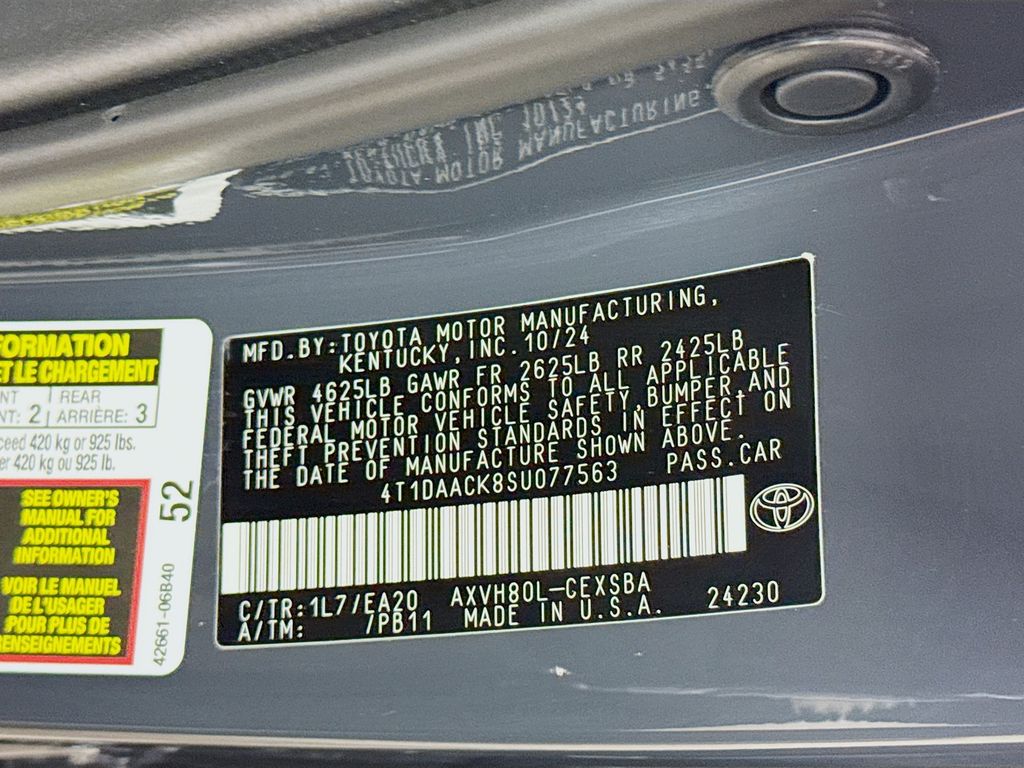 MFD.BY:TOYOTA MOTOR MANUFACTURING,
KENTUCKY,INC.10/24
GVWR 4625LB GAWR FR 2625LB RR 2425LB
THIS VEHICLE CONFORMS TO ALL APPLICABLE
FEDERAL MOTOR VEHICLE SAFETY,BUMPER,AND
THEFT PREVENTION STANDARDS IN EFFECT ON
THE DATE OF MANUFACTURE SHOWN ABOVE.
4T1DAACK8SU077563 PASS.CAR
C/TR:1L7/EA20 AXVH80L-CEXSBA
A/TM: /PB11 MADE IN U.S.A. 24230
ET LE CHARGEMENT
REAR
2 ARRIÈRE: 3
420 kg or 925 lbs.
420 kg ou 925 lb.
SEE OWNER'S
MANUAL FOR
ADDITIONAL
INFORMATION
VOIR LE MANUEL
DE L'USAGER
POUR PLUS DE
52
42661-06B40